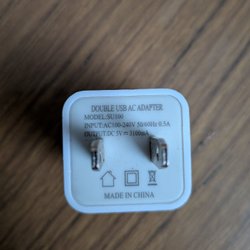 DOUBLE USB AC ADAPTER
MODEL:SU100
INPUT:AC100-240V 50/60Hz 0.5A
OUTPUT:DC 5V⎓3100mA
MADE IN CHINA